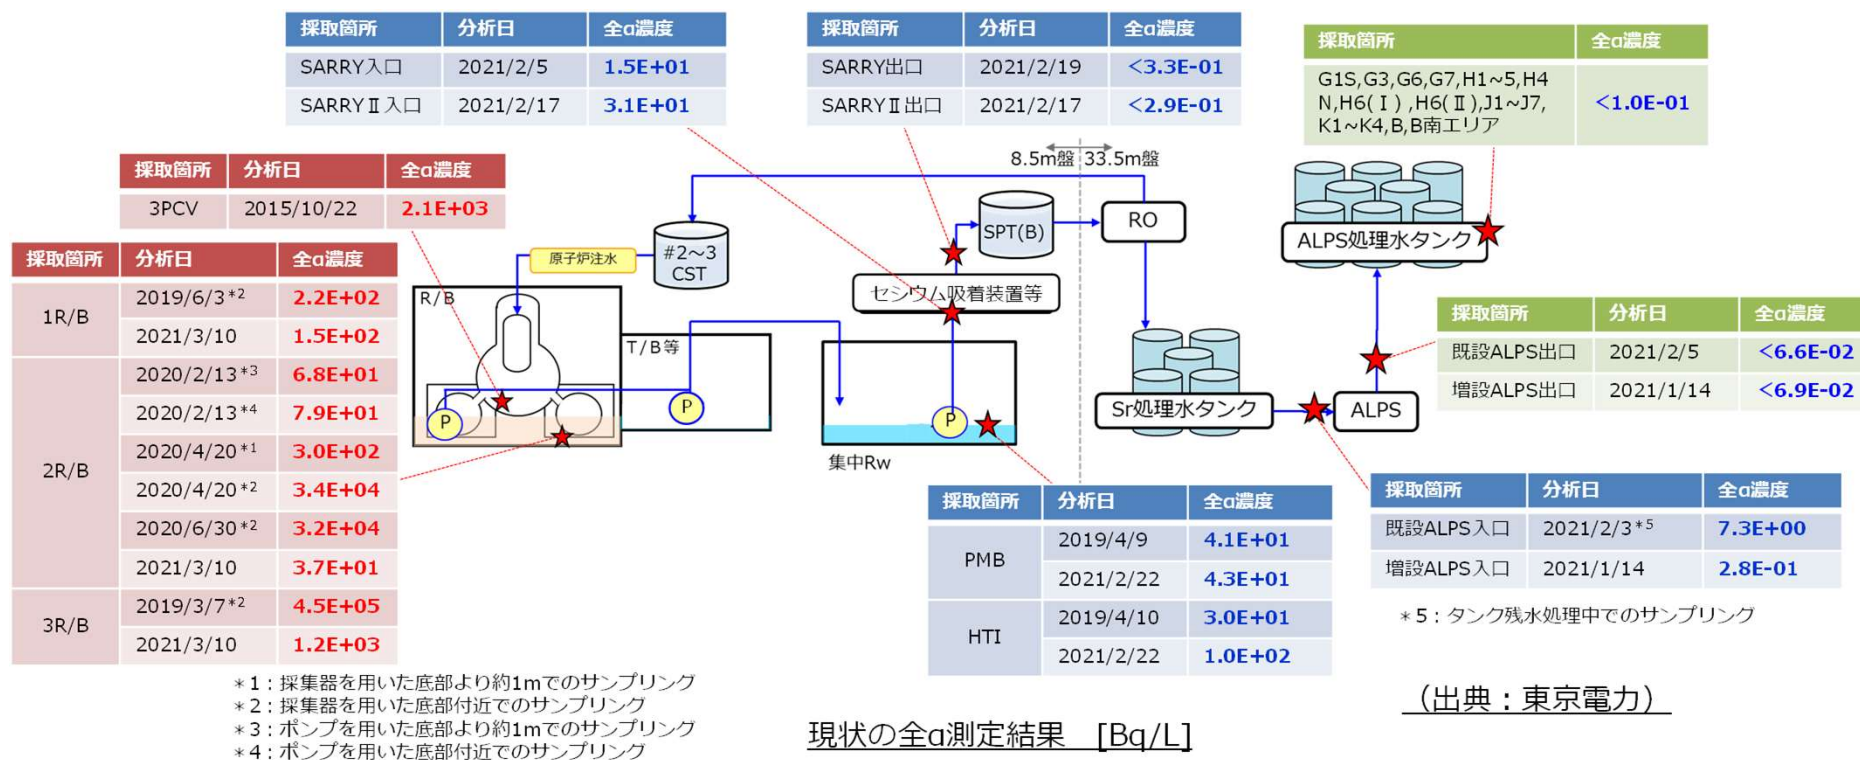 採取箇所 分析日 全α濃度
SARRY入口 2021/2/5 1.5E+01
SARRYⅡ入口 2021/2/17 3.1E+01
採取箇所 分析日 全α濃度
SARRY出口 2021/2/19 <3.3E-01
SARRYⅡ出口 2021/2/17 <2.9E-01
採取箇所 全α濃度
G1S,G3,G6,G7,H1~5,H4
N,H6(Ⅰ),H6(Ⅱ),J1~J7,
K1~K4,B,B南エリア
<1.0E-01
採取箇所 分析日 全α濃度
3PCV 2015/10/22 2.1E+03
採取箇所 分析日 全α濃度
1R/B
2019/6/3*2 2.2E+02
2021/3/10 1.5E+02
2R/B
2020/2/13*3 6.8E+01
2020/2/13*4 7.9E+01
2020/4/20*1 3.0E+02
2020/4/20*2 3.4E+04
2020/6/30*2 3.2E+04
2021/3/10 3.7E+01
3R/B
2019/3/7*2 4.5E+05
2021/3/10 1.2E+03
*1:採集器を用いた底部より約1mでのサンプリング
*2:採集器を用いた底部付近でのサンプリング
*3:ポンプを用いた底部より約1mでのサンプリング
*4:ポンプを用いた底部付近でのサンプリング
8.5m盤 33.5m盤
#2~3
CST
原子炉注水
R/B
T/B等
P
P
P
集中Rw
セシウム吸着装置等
SPT(B)
RO
Sr処理水タンク
ALPS
ALPS処理水タンク
採取箇所 分析日 全α濃度
既設ALPS出口 2021/2/5 <6.6E-02
増設ALPS出口 2021/1/14 <6.9E-02
採取箇所 分析日 全α濃度
PMB
2019/4/9 4.1E+01
2021/2/22 4.3E+01
HTI
2019/4/10 3.0E+01
2021/2/22 1.0E+02
採取箇所 分析日 全α濃度
既設ALPS入口 2021/2/3*5 7.3E+00
増設ALPS入口 2021/1/14 2.8E-01
*5:タンク残水処理中でのサンプリング
(出典:東京電力)
現状の全α測定結果 [Bq/L]